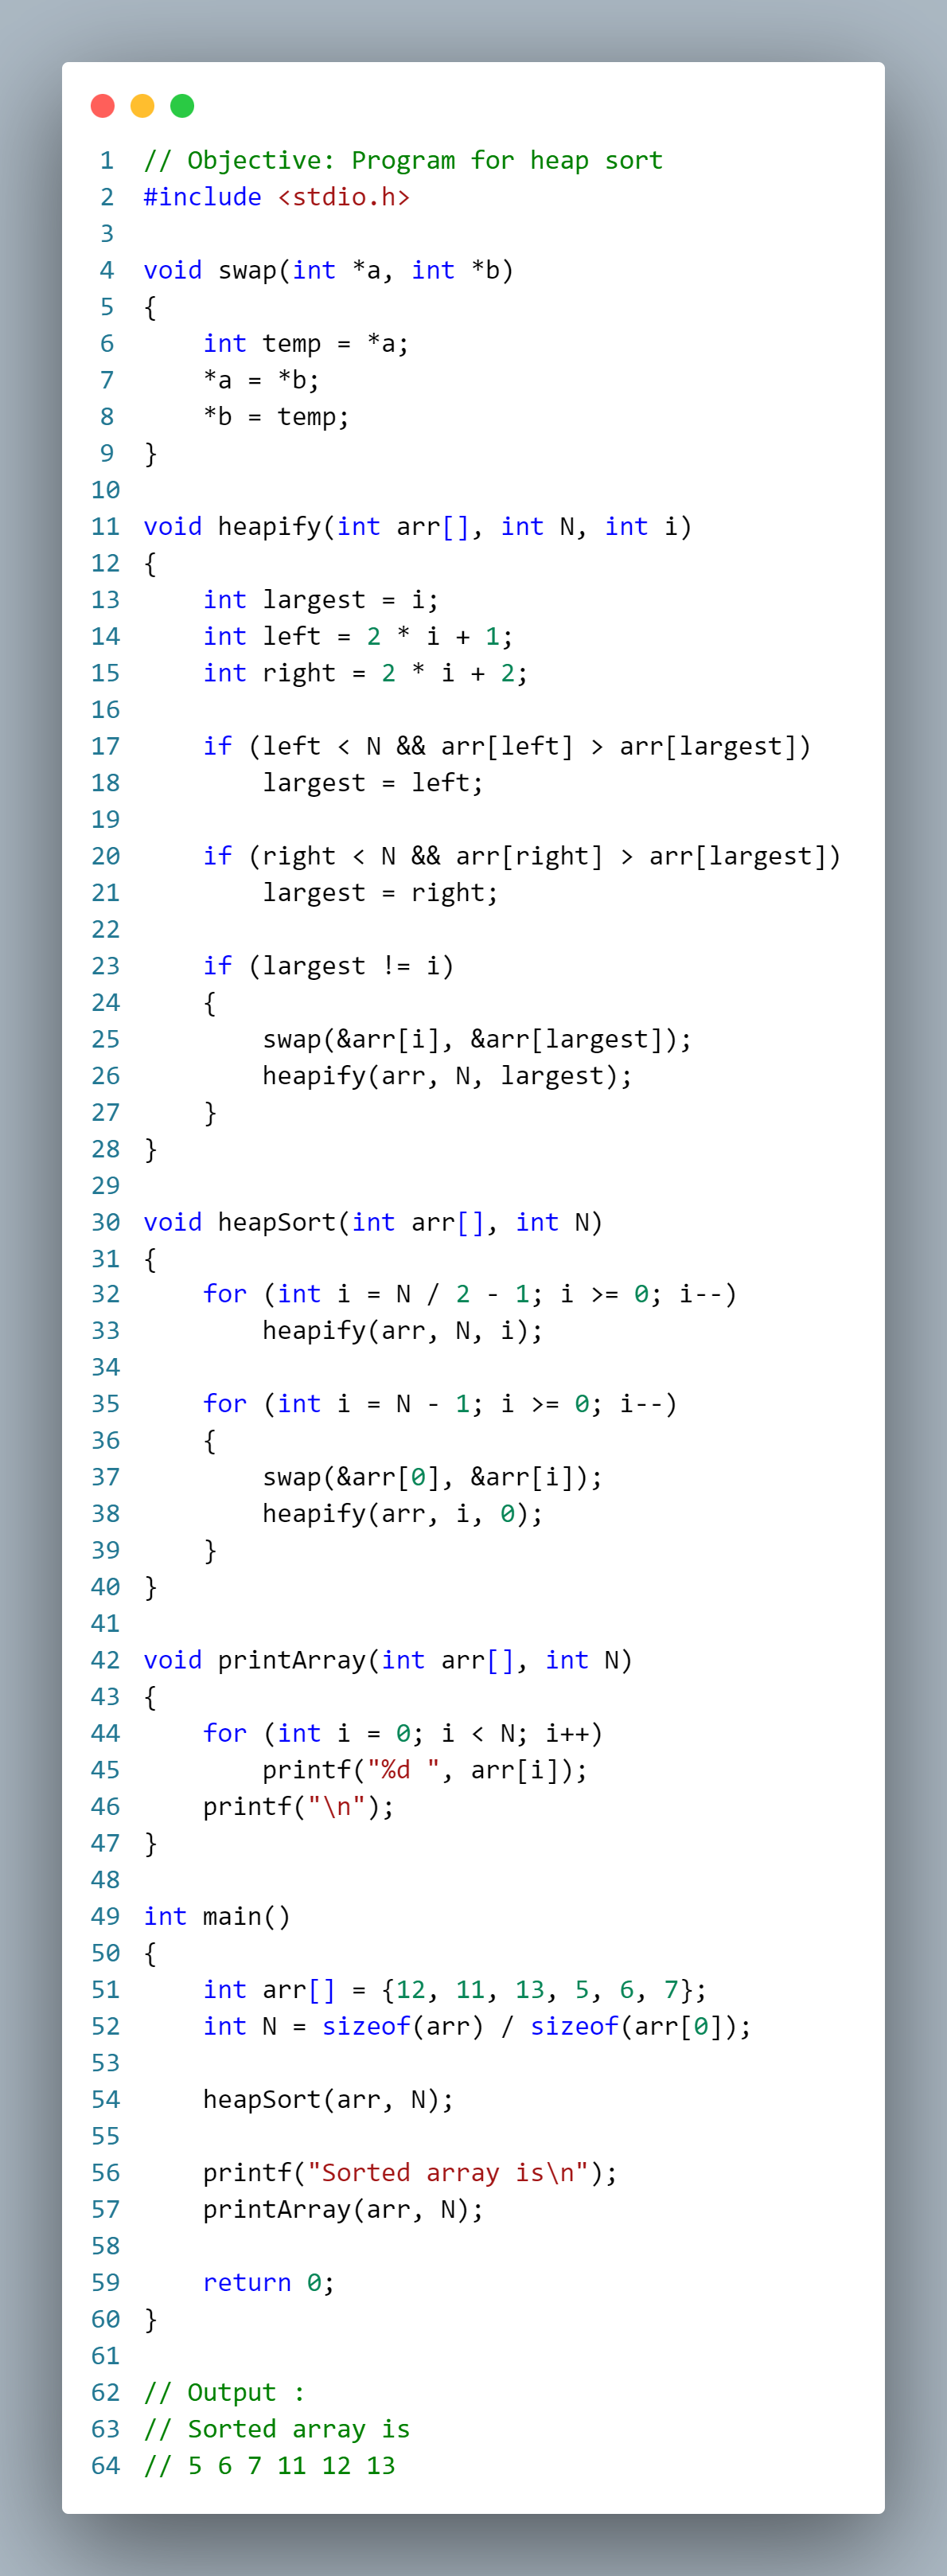 1 // Objective: Program for heap sort
2 #include <stdio.h>
3
4 void swap(int *a, int *b)
5 {
6     int temp = *a;
7     *a = *b;
8     *b = temp;
9 }
10
11 void heapify(int arr[], int N, int i)
12 {
13     int largest = i;
14     int left = 2 * i + 1;
15     int right = 2 * i + 2;
16
17     if (left < N && arr[left] > arr[largest])
18         largest = left;
19
20     if (right < N && arr[right] > arr[largest])
21         largest = right;
22
23     if (largest != i)
24     {
25         swap(&arr[i], &arr[largest]);
26         heapify(arr, N, largest);
27     }
28 }
29
30 void heapSort(int arr[], int N)
31 {
32     for (int i = N / 2 - 1; i >= 0; i--)
33         heapify(arr, N, i);
34
35     for (int i = N - 1; i >= 0; i--)
36     {
37         swap(&arr[0], &arr[i]);
38         heapify(arr, i, 0);
39     }
40 }
41
42 void printArray(int arr[], int N)
43 {
44     for (int i = 0; i < N; i++)
45         printf("%d ", arr[i]);
46     printf("\n");
47 }
48
49 int main()
50 {
51     int arr[] = {12, 11, 13, 5, 6, 7};
52     int N = sizeof(arr) / sizeof(arr[0]);
53
54     heapSort(arr, N);
55
56     printf("Sorted array is\n");
57     printArray(arr, N);
58
59     return 0;
60 }
61
62 // Output :
63 // Sorted array is
64 // 5 6 7 11 12 13